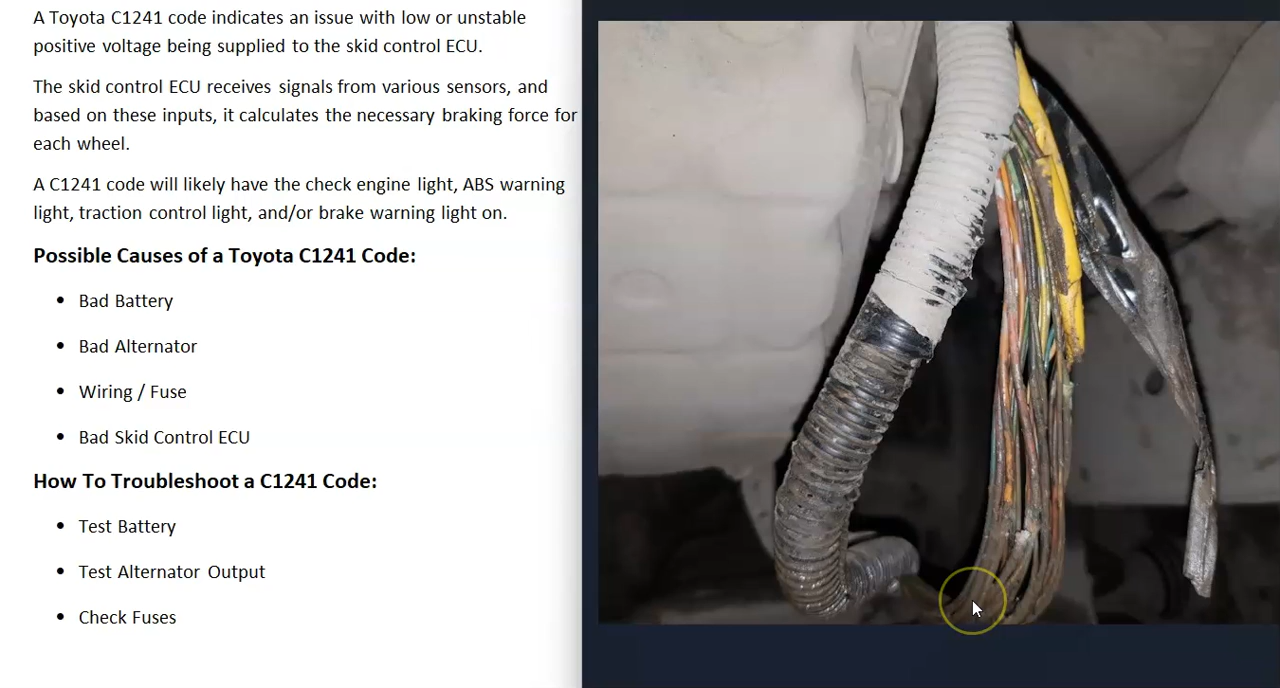 A Toyota C1241 code indicates an issue with low or unstable
positive voltage being supplied to the skid control ECU.
The skid control ECU receives signals from various sensors, and
based on these inputs, it calculates the necessary braking force for
each wheel.
A C1241 code will likely have the check engine light, ABS warning
light, traction control light, and/or brake warning light on.
Possible Causes of a Toyota C1241 Code:
• Bad Battery
• Bad Alternator
• Wiring / Fuse
• Bad Skid Control ECU
How To Troubleshoot a C1241 Code:
• Test Battery
• Test Alternator Output
• Check Fuses